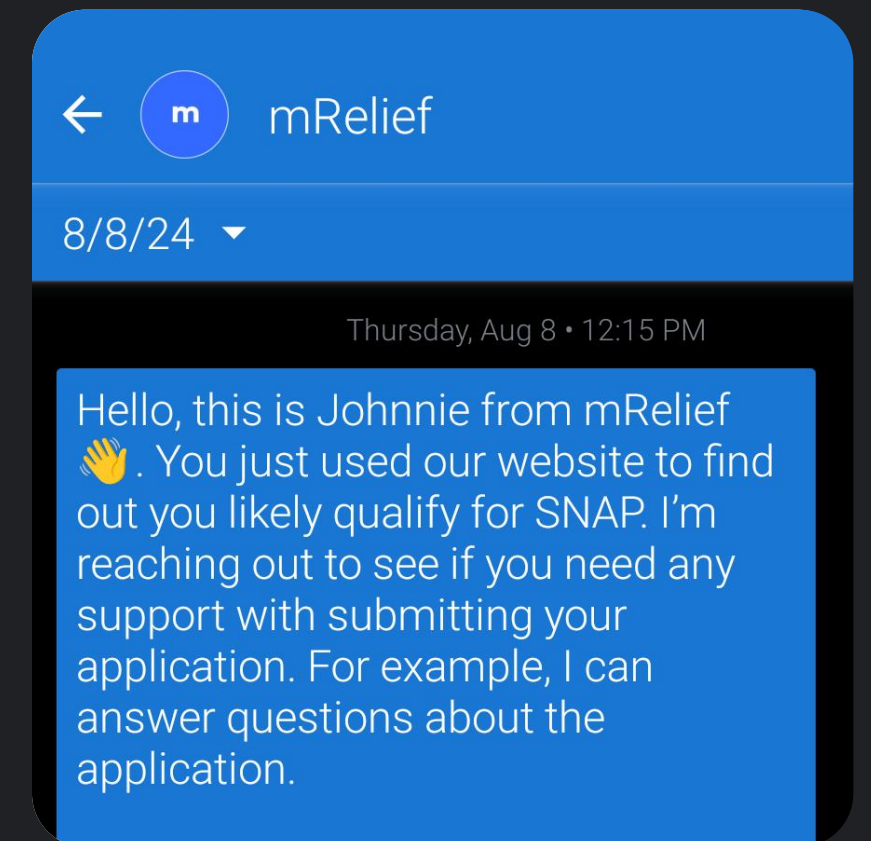 m
mRelief
8/8/24
Thursday, Aug 8 • 12:15 PM
Hello, this is Johnnie from mRelief
👋. You just used our website to find
out you likely qualify for SNAP. I’m
reaching out to see if you need any
support with submitting your
application. For example, I can
answer questions about the
application.